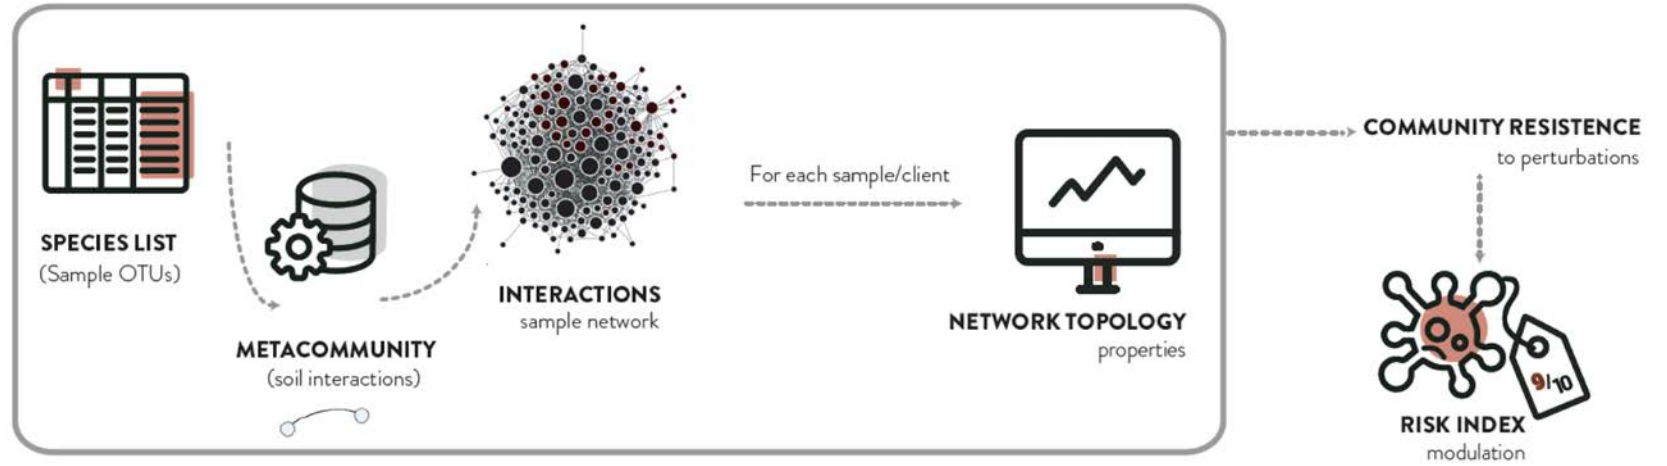 SPECIES LIST
(Sample OTUs)
METACOMMUNITY
(soil interactions)
INTERACTIONS
sample network
For each sample/client
NETWORK TOPOLOGY
properties
COMMUNITY RESISTENCE
to perturbations
9/10
RISK INDEX
modulation